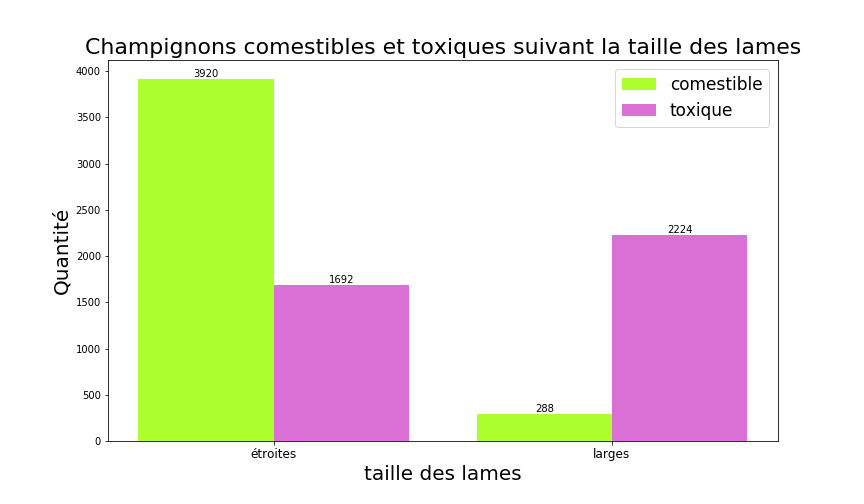 Champignons comestibles et toxiques suivant la taille des lames
comestible
toxique
Quantité
4000
3500
3000
2500
2000
1500
1000
500
0
3920
1692
288
2224
étroites
larges
taille des lames